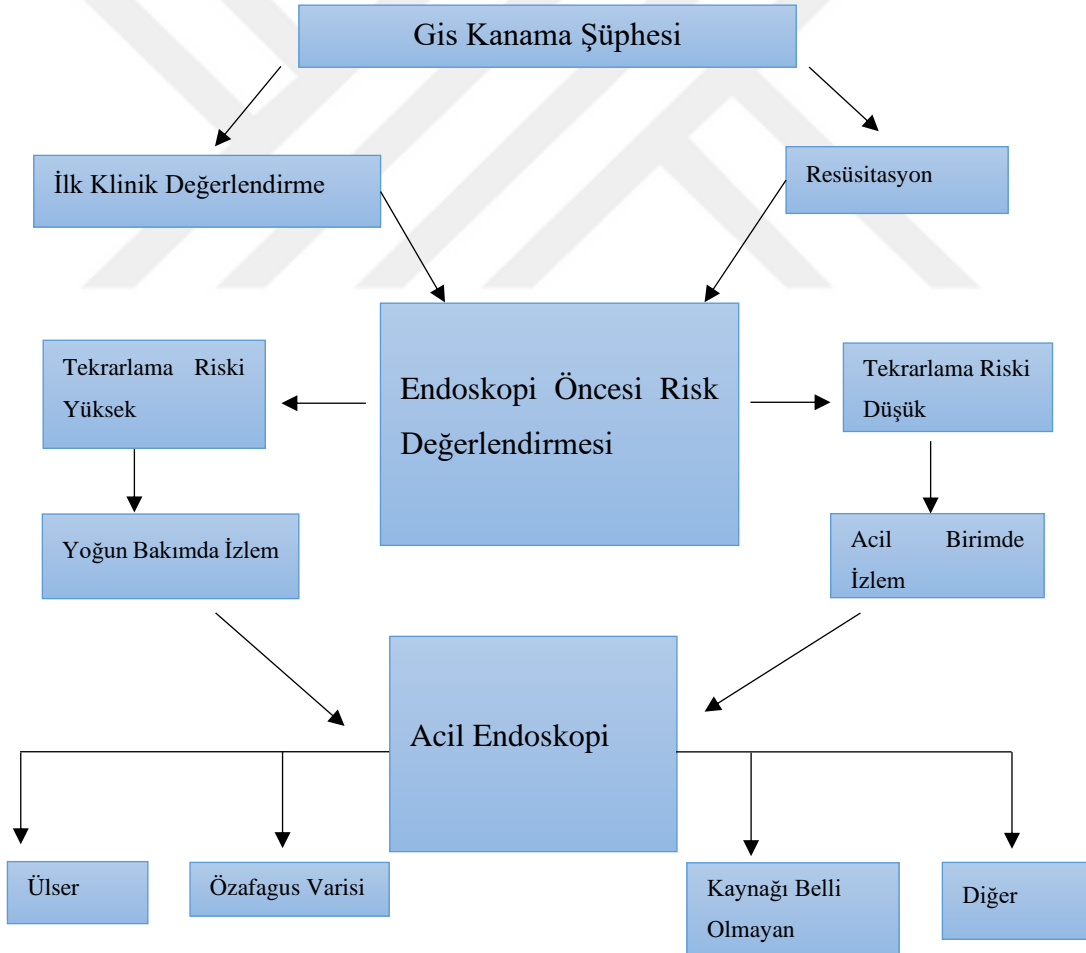 Gis Kanama Şüphesi
İlk Klinik Değerlendirme
Resüsitasyon
Tekrarlama Riski
Yüksek
Endoskopi Öncesi Risk
Değerlendirmesi
Tekrarlama Riski
Düşük
Yoğun Bakımda İzlem
Acil Birimde
İzlem
Acil Endoskopi
Ülser
Özafagus Varisi
Kaynağı Belli
Olmayan
Diğer